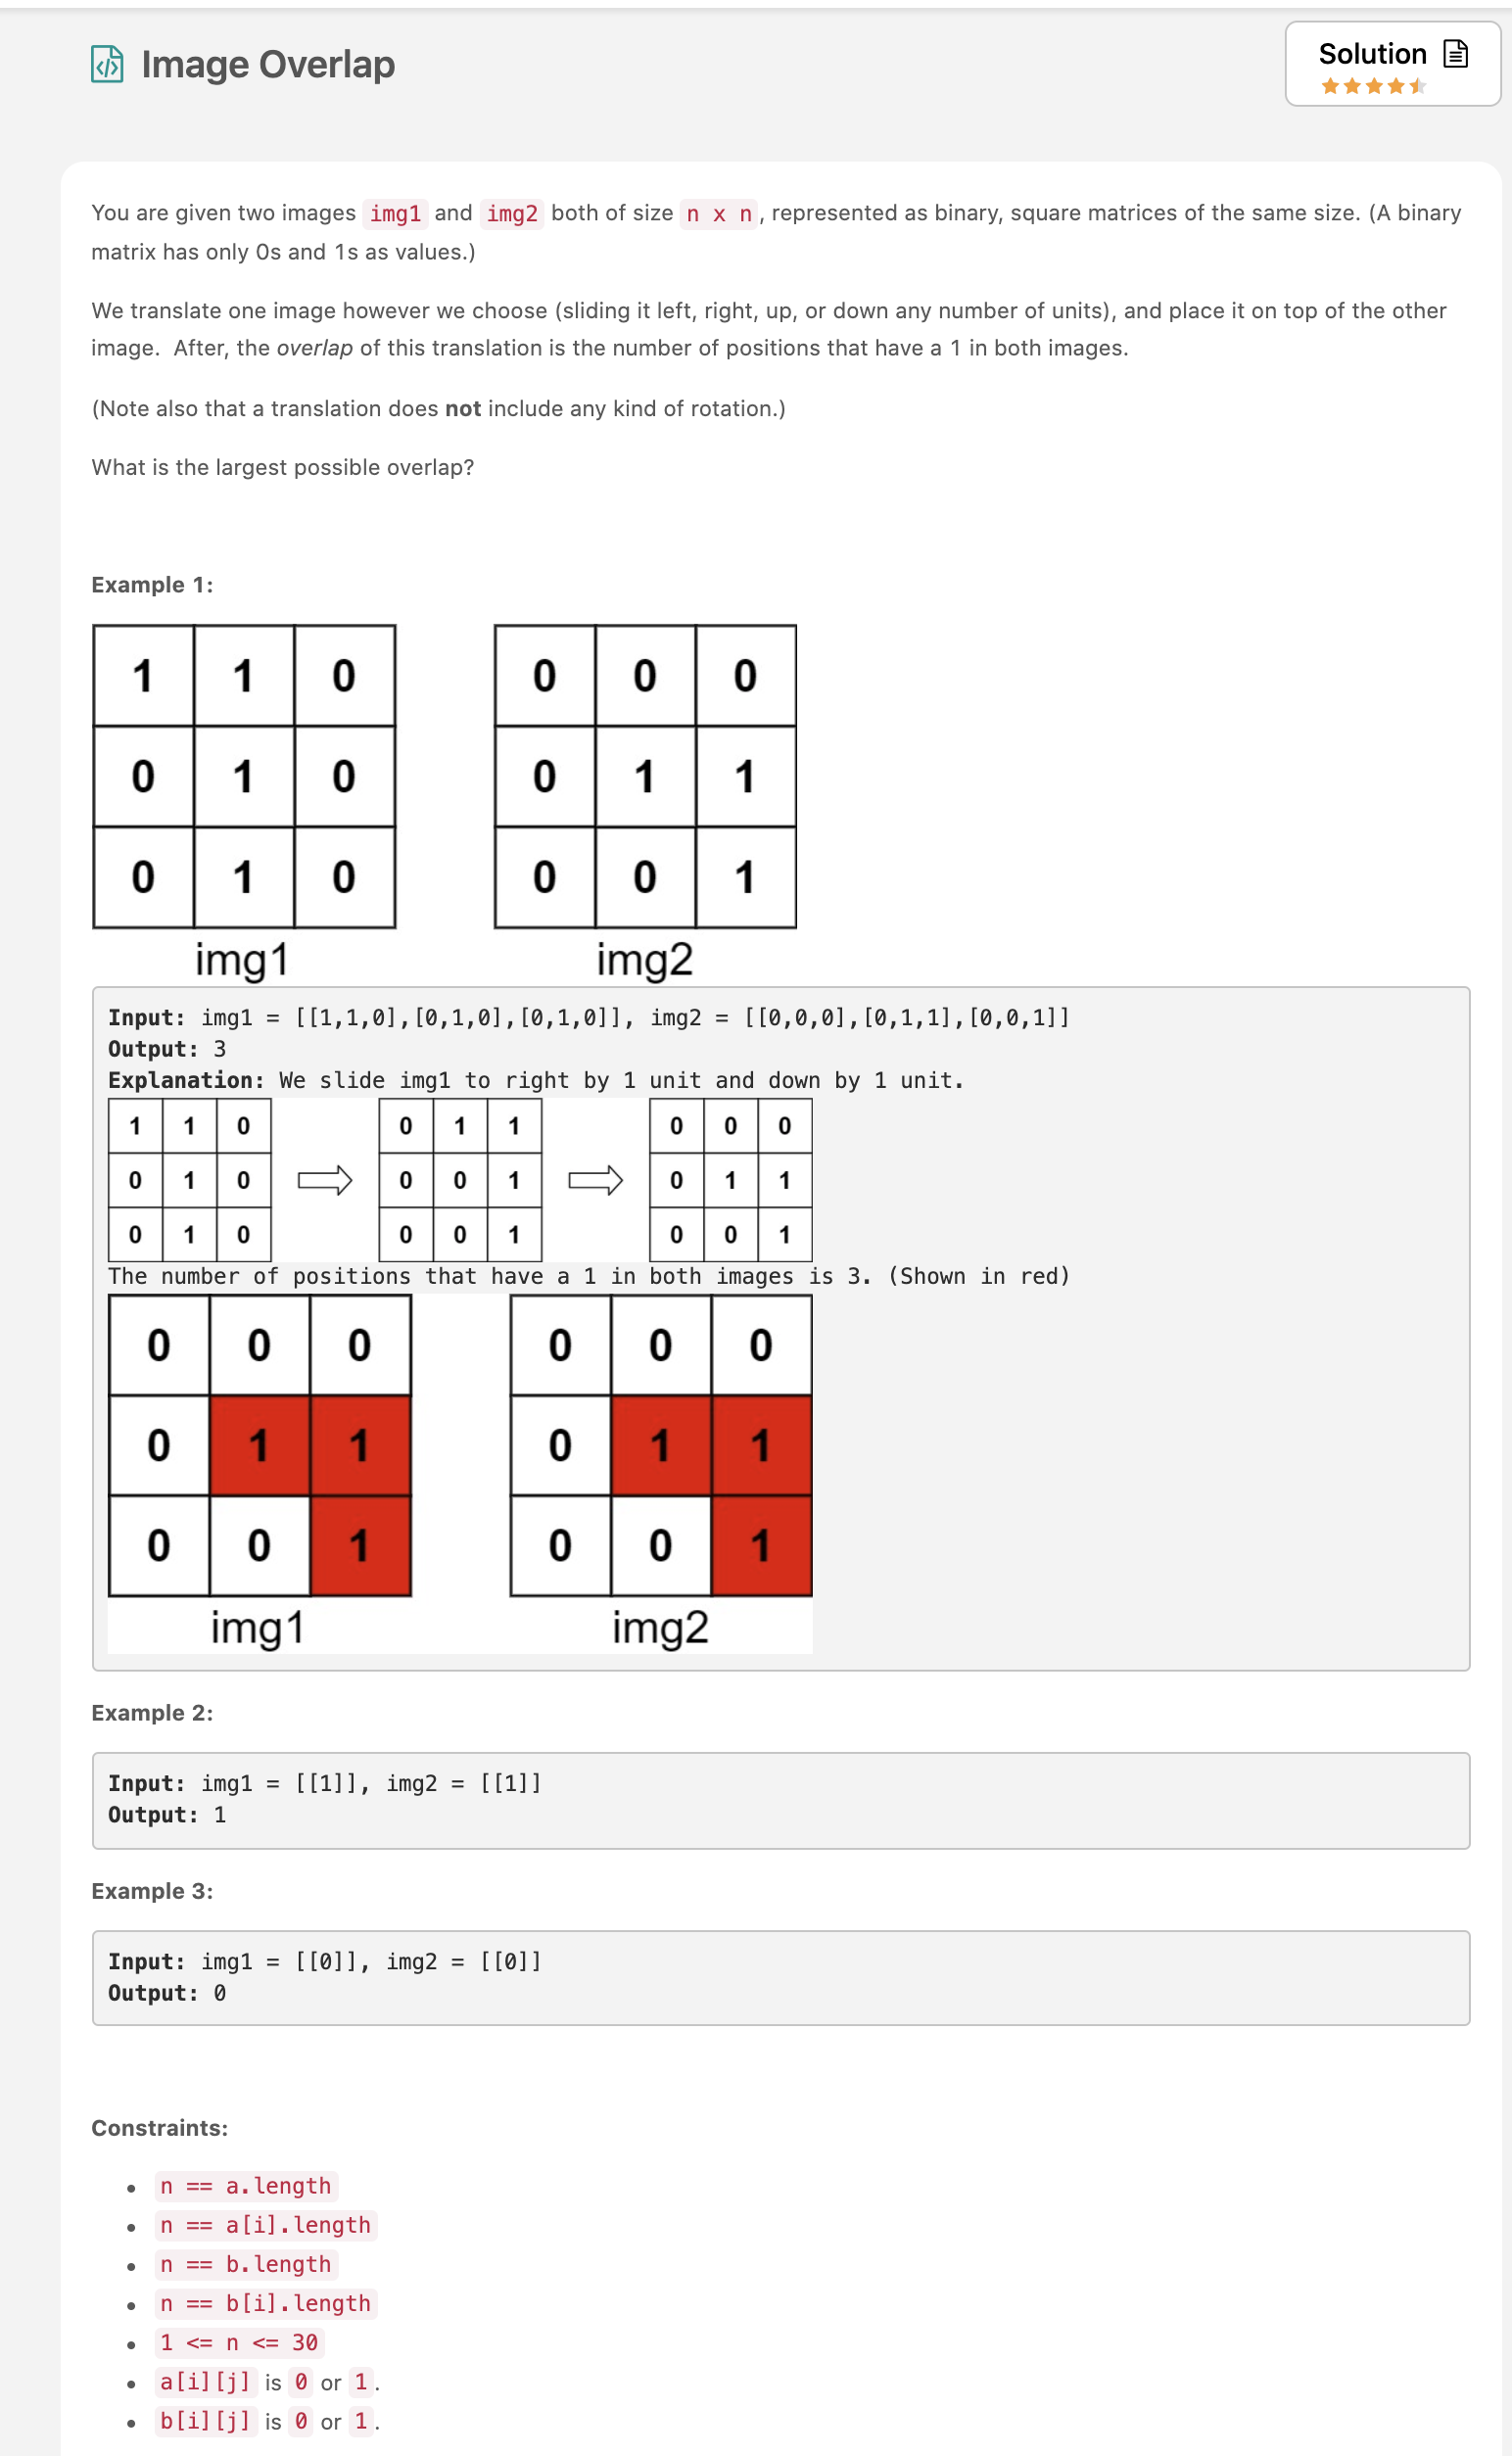 Image Overlap
Solution
You are given two images img1 and img2 both of size n x n, represented as binary, square matrices of the same size. (A binary
matrix has only 0s and 1s as values.)
We translate one image however we choose (sliding it left, right, up, or down any number of units), and place it on top of the other
image.  After, the overlap of this translation is the number of positions that have a 1 in both images.
(Note also that a translation does not include any kind of rotation.)
What is the largest possible overlap?
Example 1:
1 1 0 0 0 0
0 1 0 0 1 1
0 1 0 0 0 1
img1 img2
Input: img1 = [[1,1,0],[0,1,0],[0,1,0]], img2 = [[0,0,0],[0,1,1],[0,0,1]]
Output: 3
Explanation: We slide img1 to right by 1 unit and down by 1 unit.
1 1 0 0 1 1 0 0 0
0 1 0 0 0 1 0 1 1
0 1 0 0 0 1 0 0 1
The number of positions that have a 1 in both images is 3. (Shown in red)
0 0 0 0 0 0
0 1 1 0 1 1
0 0 1 0 0 1
img1 img2
Example 2:
Input: img1 = [[1]], img2 = [[1]]
Output: 1
Example 3:
Input: img1 = [[0]], img2 = [[0]]
Output: 0
Constraints:
n == a.length
n == a[i].length
n == b.length
n == b[i].length
1 <= n <= 30
a[i][j] is 0 or 1.
b[i][j] is 0 or 1.